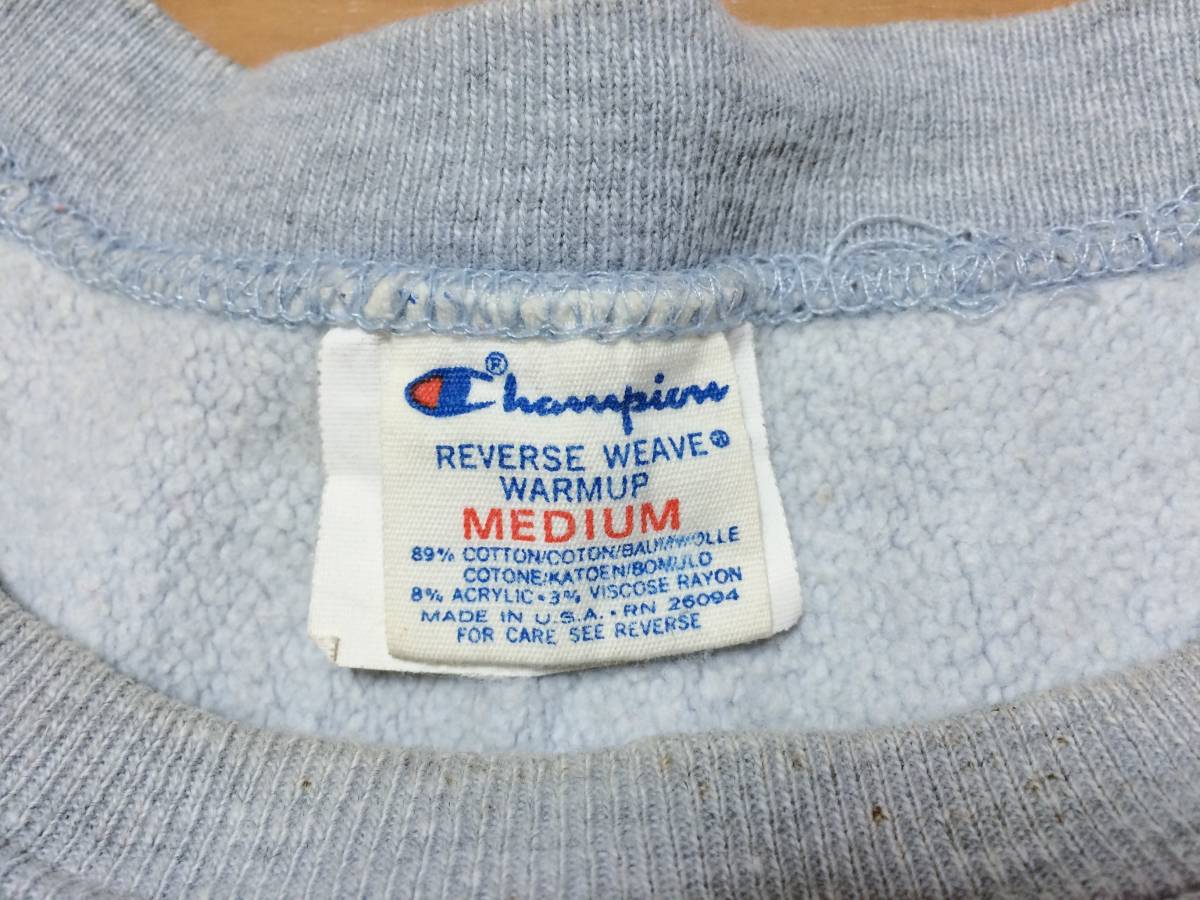 Champion®
REVERSE WEAVE®
WARMUP
MEDIUM
89% COTTON/COTON/BAUMWOLLE
COTONE/KATOEN/BOMULD
8% ACRYLIC • 3% VISCOSE RAYON
MADE IN U.S.A. • RN 26094
FOR CARE SEE REVERSE